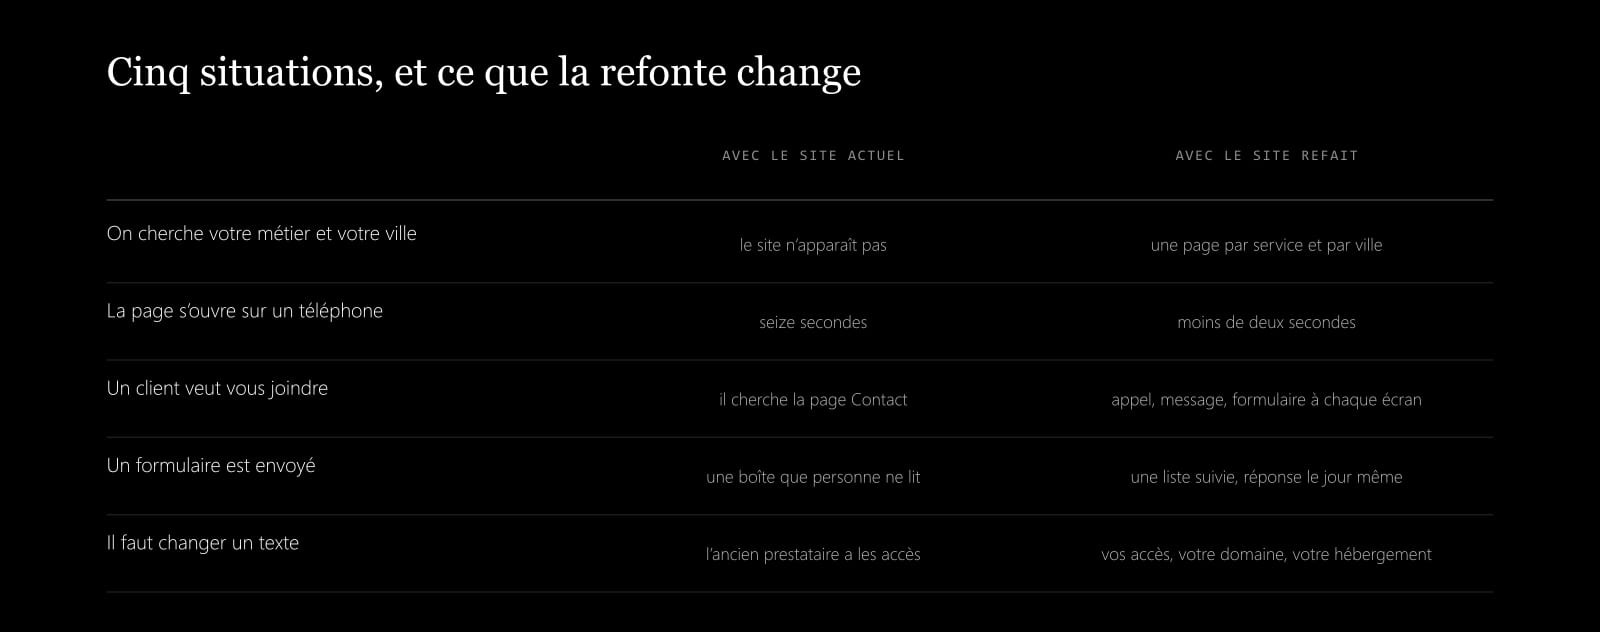 Cinq situations, et ce que la refonte change
AVEC LE SITE ACTUEL AVEC LE SITE REFAIT
On cherche votre métier et votre ville le site n’apparaît pas une page par service et par ville
La page s’ouvre sur un téléphone seize secondes moins de deux secondes
Un client veut vous joindre il cherche la page Contact appel, message, formulaire à chaque écran
Un formulaire est envoyé une boîte que personne ne lit une liste suivie, réponse le jour même
Il faut changer un texte l’ancien prestataire a les accès vos accès, votre domaine, votre hébergement